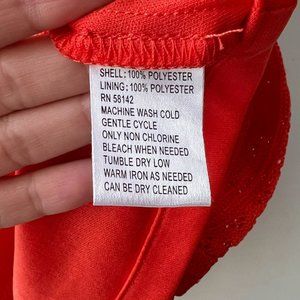 SHELL: 100% POLYESTER
LINING: 100% POLYESTER
RN 58142
MACHINE WASH COLD
GENTLE CYCLE
ONLY NON CHLORINE
BLEACH WHEN NEEDED
TUMBLE DRY LOW
WARM IRON AS NEEDED
CAN BE DRY CLEANED